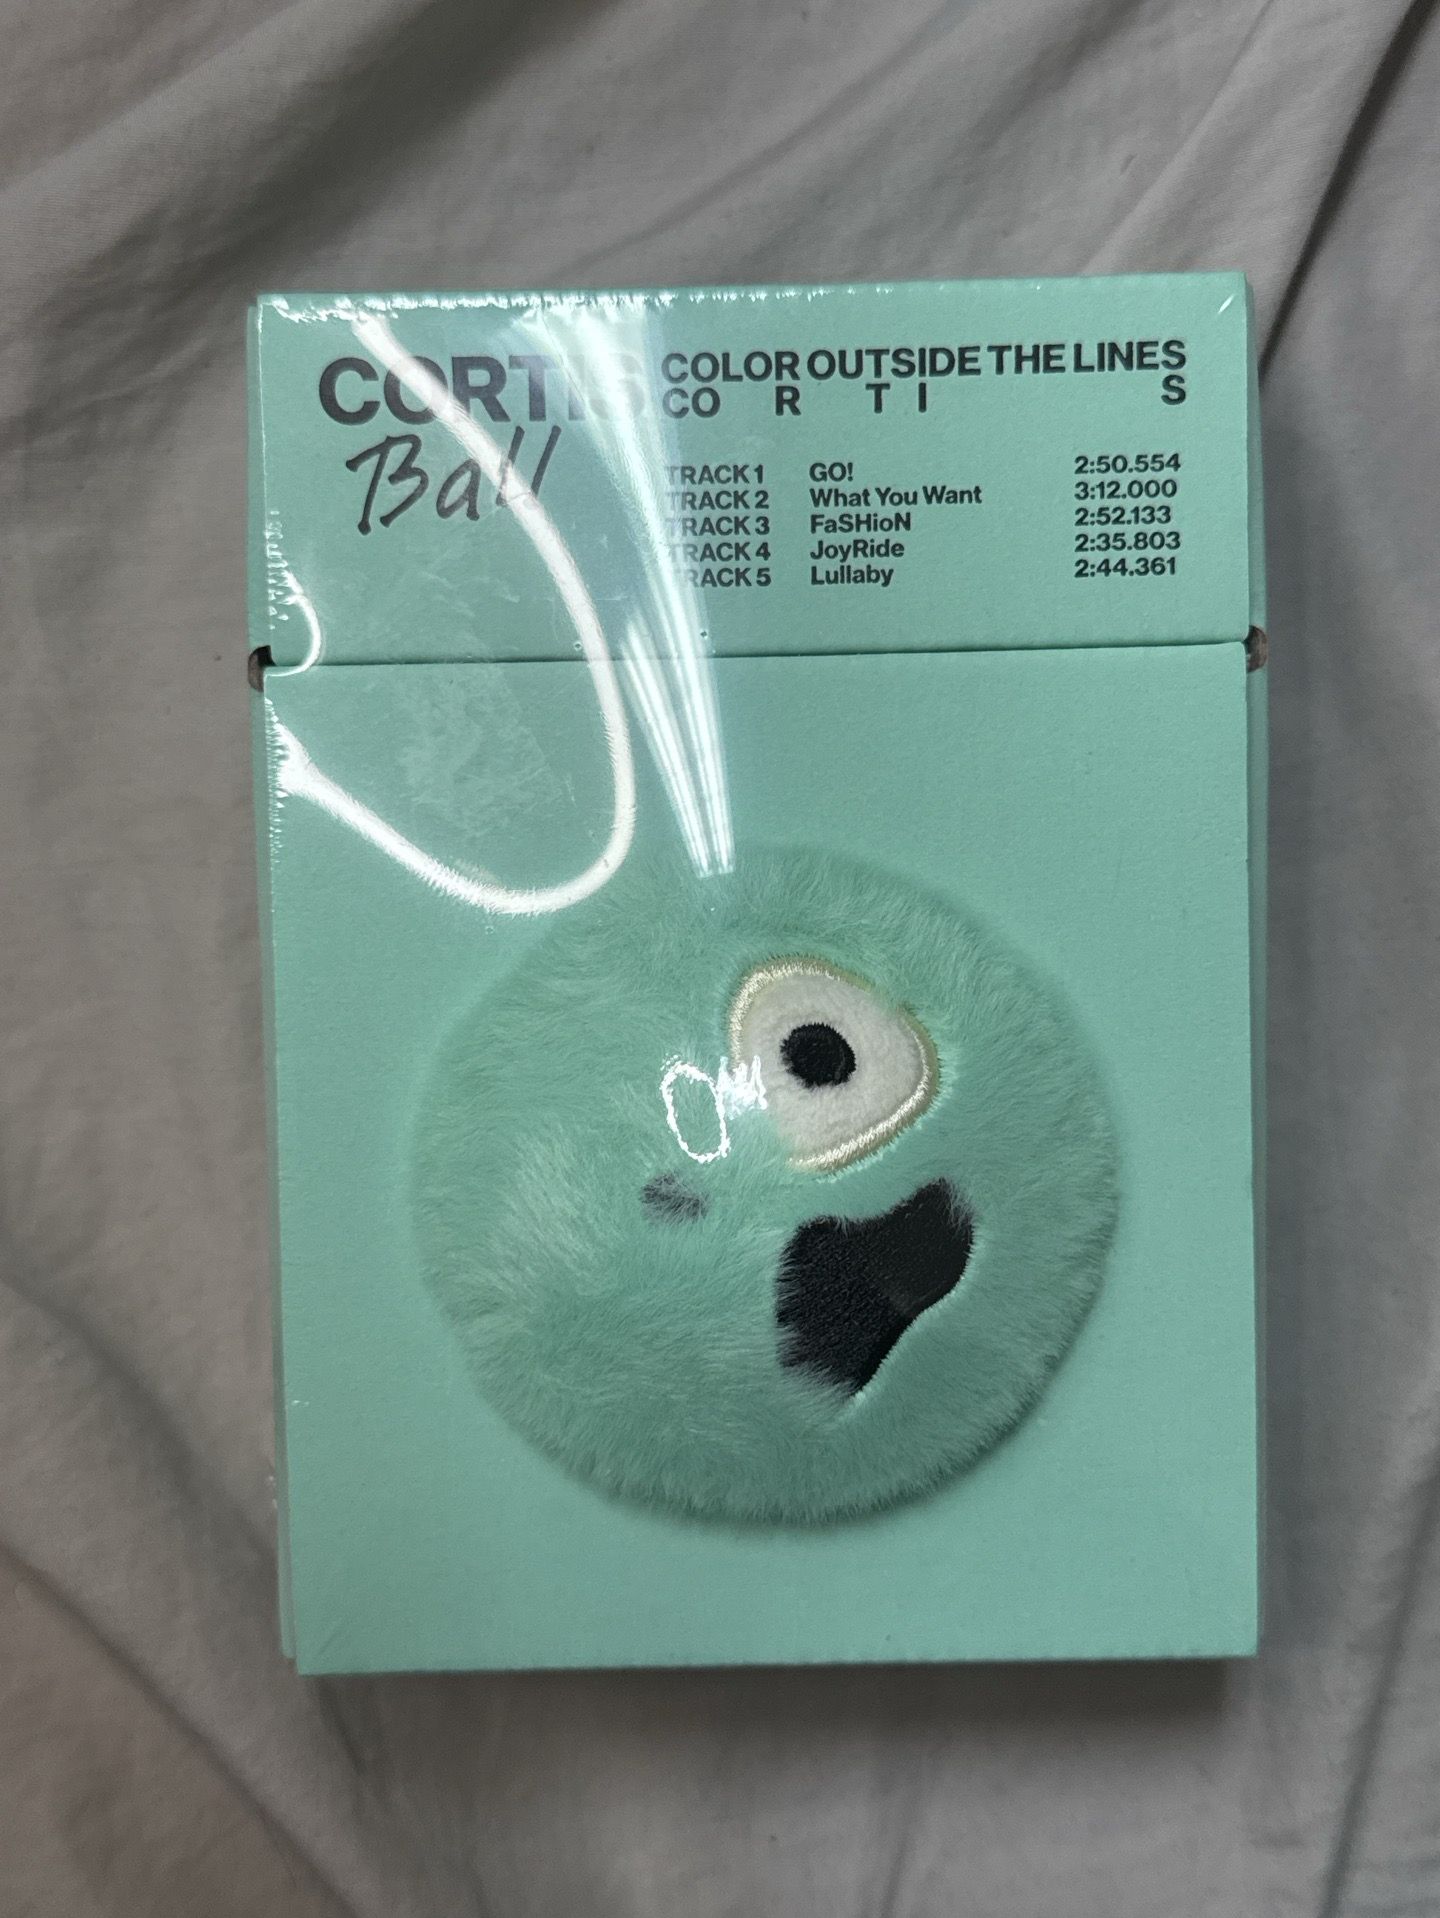 CORTIS
Ball
COLOR OUTSIDE THE LINES
CO R T I S
TRACK 1 GO! 2:50.554
TRACK 2 What You Want 3:12.000
TRACK 3 FaSHioN 2:52.133
TRACK 4 JoyRide 2:35.803
TRACK 5 Lullaby 2:44.361